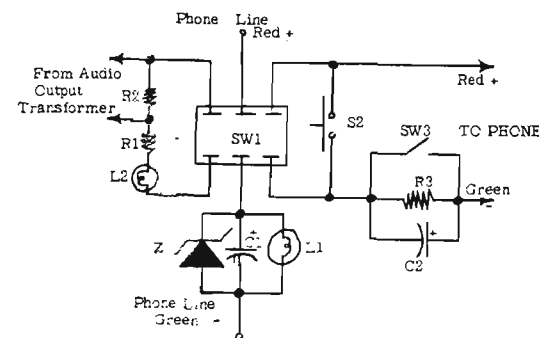 Phone Line
Red +
From Audio
Output
Transformer
R2
R1
L2
SW1
S2
Red +
SW3
TO PHONE
R3
Green
-
+
C2
Z
+
C1
L1
Phone Line
Green -